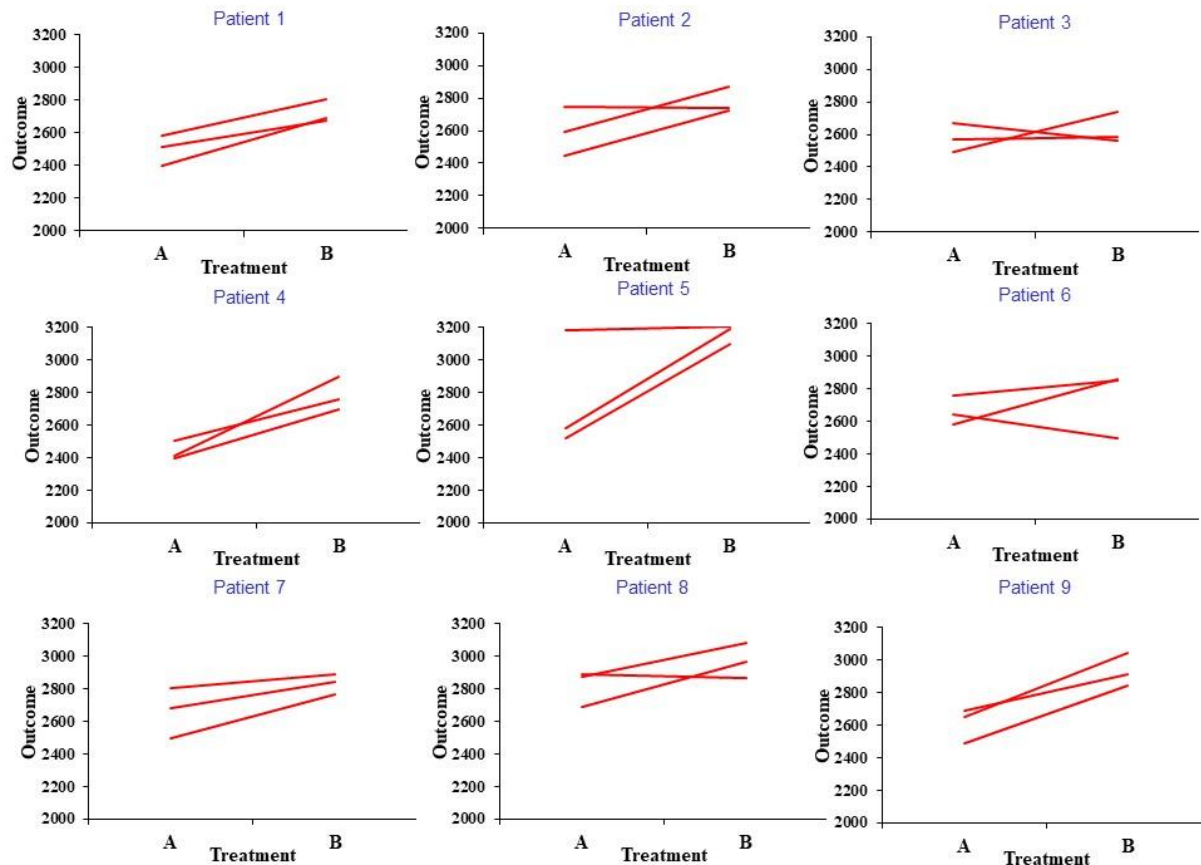 Patient 1
3200
3000
2800
2600
2400
2200
2000
Outcome
A
B
Treatment
Patient 2
3200
3000
2800
2600
2400
2200
2000
Outcome
A
B
Treatment
Patient 3
3200
3000
2800
2600
2400
2200
2000
Outcome
A
B
Treatment
Patient 4
3200
3000
2800
2600
2400
2200
2000
Outcome
A
B
Treatment
Patient 5
3200
3000
2800
2600
2400
2200
2000
Outcome
A
B
Treatment
Patient 6
3200
3000
2800
2600
2400
2200
2000
Outcome
A
B
Treatment
Patient 7
3200
3000
2800
2600
2400
2200
2000
Outcome
A
B
Treatment
Patient 8
3200
3000
2800
2600
2400
2200
2000
Outcome
A
B
Treatment
Patient 9
3200
3000
2800
2600
2400
2200
2000
Outcome
A
B
Treatment